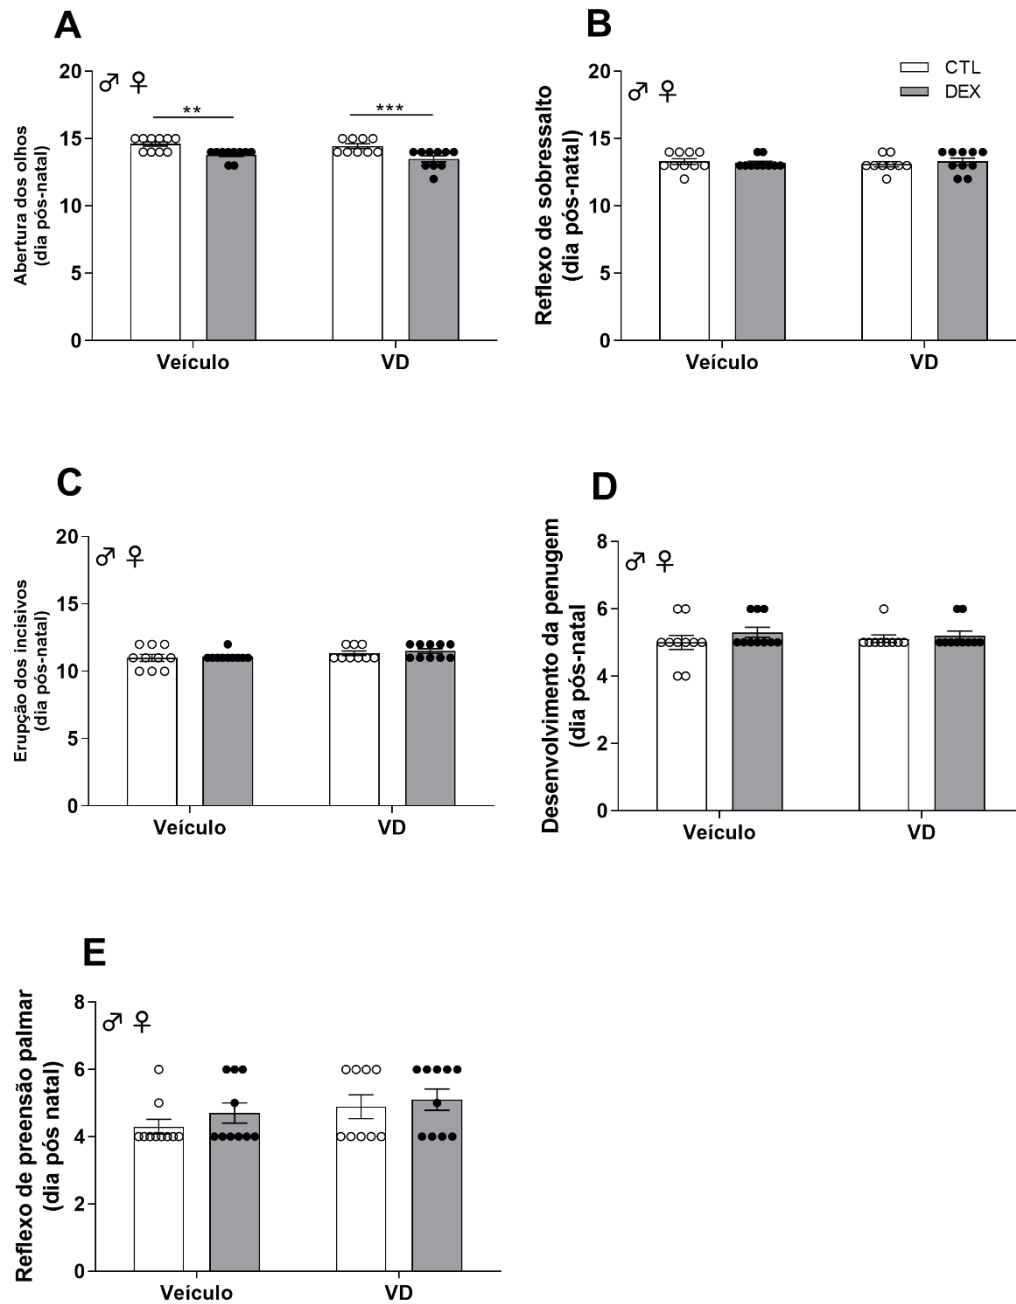 A
20
15
10
5
0
Abertura dos olhos
(dia pós-natal)
♂ ♀
**
***
Veículo
VD
B
20
15
10
5
0
Reflexo de sobressalto
(dia pós-natal)
♂ ♀
CTL
DEX
Veículo
VD
C
20
15
10
5
0
Erupção dos incisivos
(dia pós-natal)
♂ ♀
Veículo
VD
D
8
6
4
2
0
Desenvolvimento da penugem
(dia pós-natal
♂ ♀
Veículo
VD
E
8
6
4
2
0
Reflexo de preensão palmar
(dia pós natal)
♂ ♀
Veículo
VD